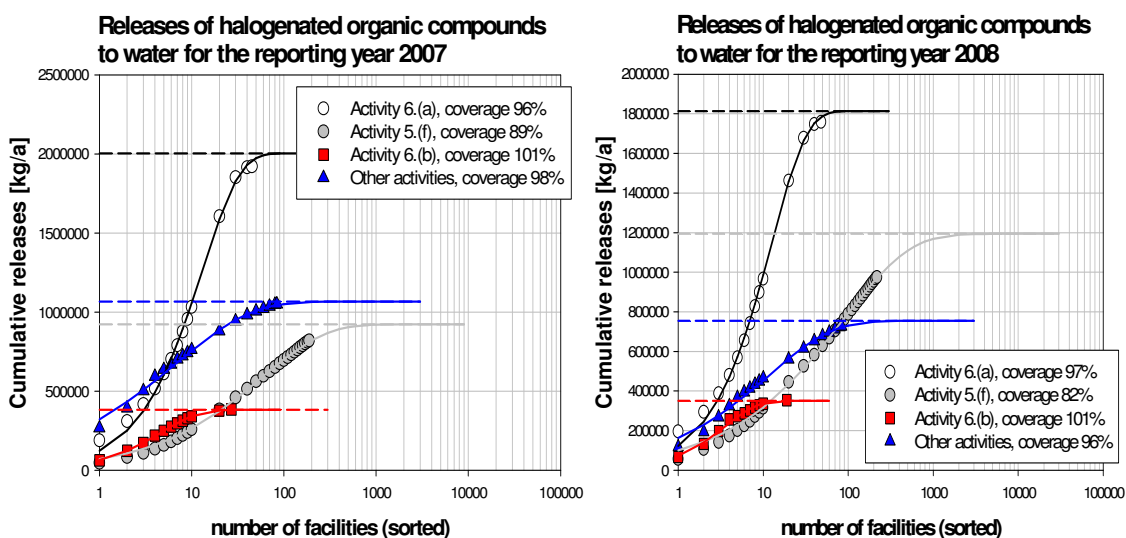 Releases of halogenated organic compounds
to water for the reporting year 2007
2500000
2000000
1500000
1000000
500000
0
Cumulative releases [kg/a]
Activity 6.(a), coverage 96%
Activity 5.(f), coverage 89%
Activity 6.(b), coverage 101%
Other activities, coverage 98%
1
10
100
1000
10000
100000
number of facilities (sorted)
Releases of halogenated organic compounds
to water for the reporting year 2008
2000000
1800000
1600000
1400000
1200000
1000000
800000
600000
400000
200000
0
Cumulative releases [kg/a]
Activity 6.(a), coverage 97%
Activity 5.(f), coverage 82%
Activity 6.(b), coverage 101%
Other activities, coverage 96%
1
10
100
1000
10000
100000
number of facilities (sorted)